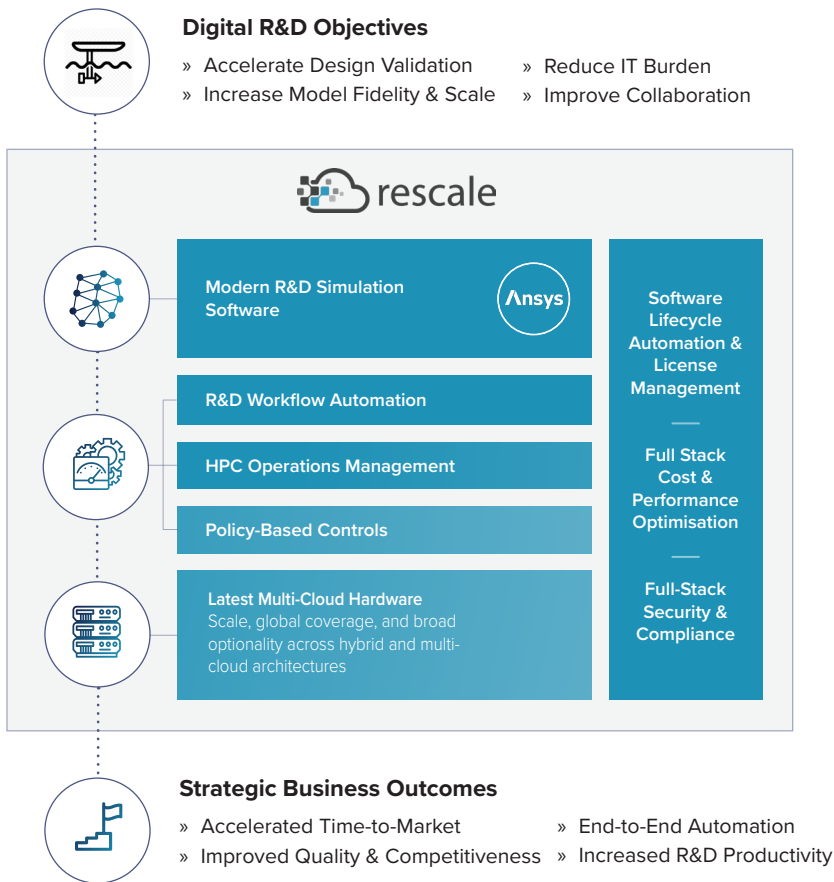 Digital R&D Objectives
» Accelerate Design Validation
» Increase Model Fidelity & Scale
» Reduce IT Burden
» Improve Collaboration
rescale
Modern R&D Simulation
Software
Ansys
R&D Workflow Automation
HPC Operations Management
Policy-Based Controls
Latest Multi-Cloud Hardware
Scale, global coverage, and broad
optionality across hybrid and multi-
cloud architectures
Software
Lifecycle
Automation &
License
Management
Full Stack
Cost &
Performance
Optimisation
Full-Stack
Security &
Compliance
Strategic Business Outcomes
» Accelerated Time-to-Market
» Improved Quality & Competitiveness
» End-to-End Automation
» Increased R&D Productivity